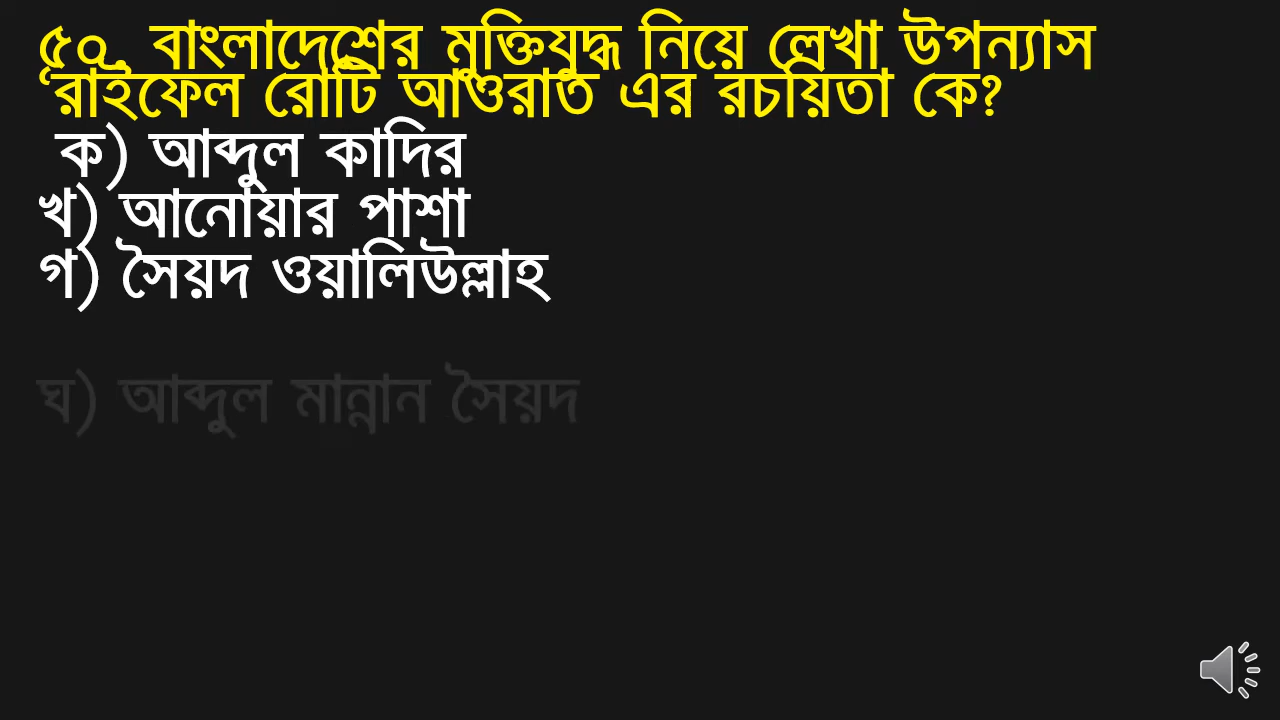 ৫০. বাংলাদেশের মুক্তিযুদ্ধ নিয়ে লেখা উপন্যাস
রাইফেল রোটি আওরাত এর রচয়িতা কে?
ক) আব্দুল কাদির
খ) আনোয়ার পাশা
গ) সৈয়দ ওয়ালিউল্লাহ
ঘ) আব্দুল মান্নান সৈয়দ